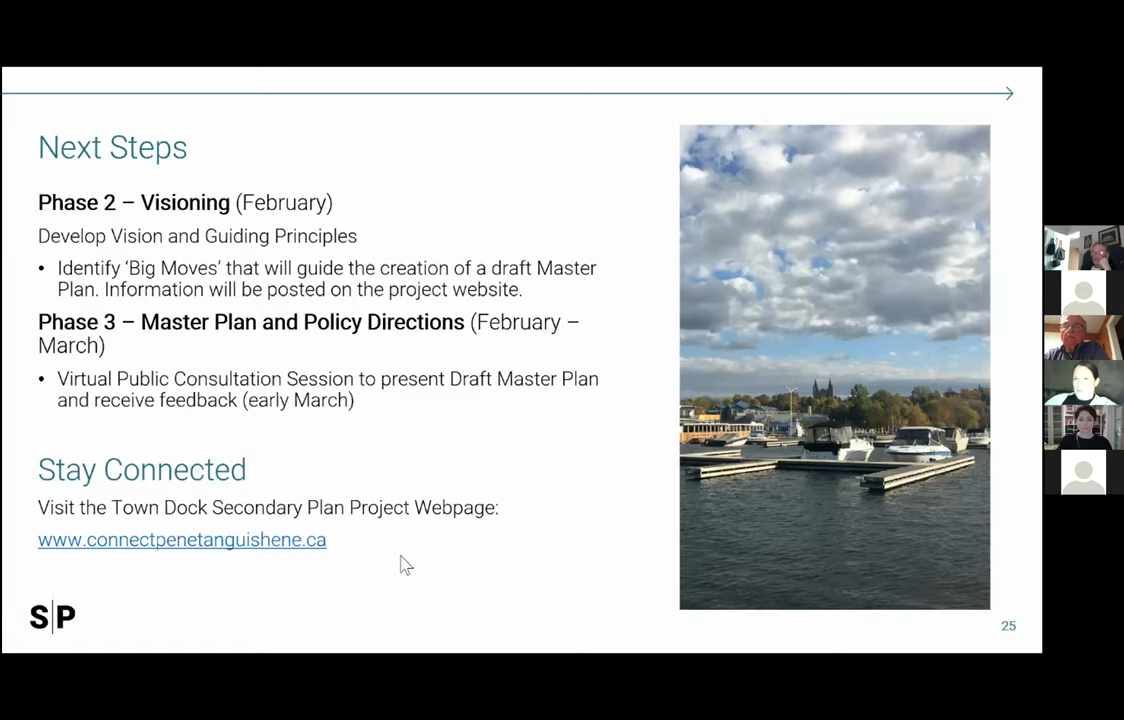 Next Steps
Phase 2 – Visioning (February)
Develop Vision and Guiding Principles
• Identify ‘Big Moves’ that will guide the creation of a draft Master
Plan. Information will be posted on the project website.
Phase 3 – Master Plan and Policy Directions (February –
March)
• Virtual Public Consultation Session to present Draft Master Plan
and receive feedback (early March)
Stay Connected
Visit the Town Dock Secondary Plan Project Webpage:
www.connectpenetanguishene.ca
S|P
25